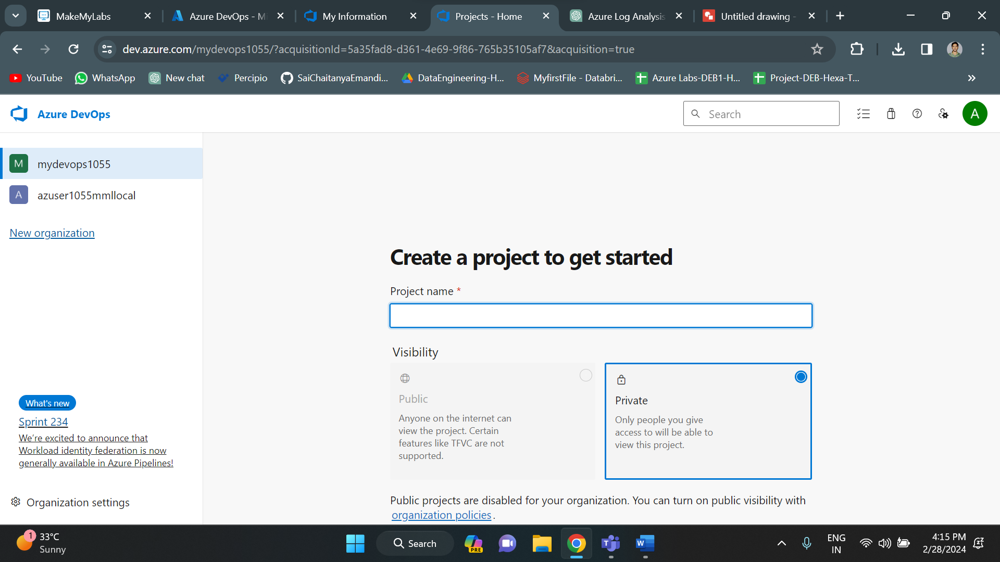 MakeMyLabs
Azure DevOps - Mi
My Information
Projects - Home
Azure Log Analysis
Untitled drawing -
dev.azure.com/mydevops1055/?acquisitionId=5a35fad8-d361-4e69-9f86-765b35105af7&acquisition=true
YouTube
WhatsApp
New chat
Percipio
SaiChaitanyaEmandi...
DataEngineering-H...
MyfirstFile - Databri...
Azure Labs-DEB1-H...
Project-DEB-Hexa-T...
Azure DevOps
Search
A
M
mydevops1055
A
azuser1055mmllocal
New organization
Create a project to get started
Project name *
Visibility
Public
Anyone on the internet can
view the project. Certain
features like TFVC are not
supported.
Private
Only people you give
access to will be able to
view this project.
Public projects are disabled for your organization. You can turn on public visibility with
organization policies.
What's new
Sprint 234
We're excited to announce that
Workload identity federation is now
generally available in Azure Pipelines!
Organization settings
1
33°C
Sunny
Search
PRE
ENG
IN
4:15 PM
2/28/2024